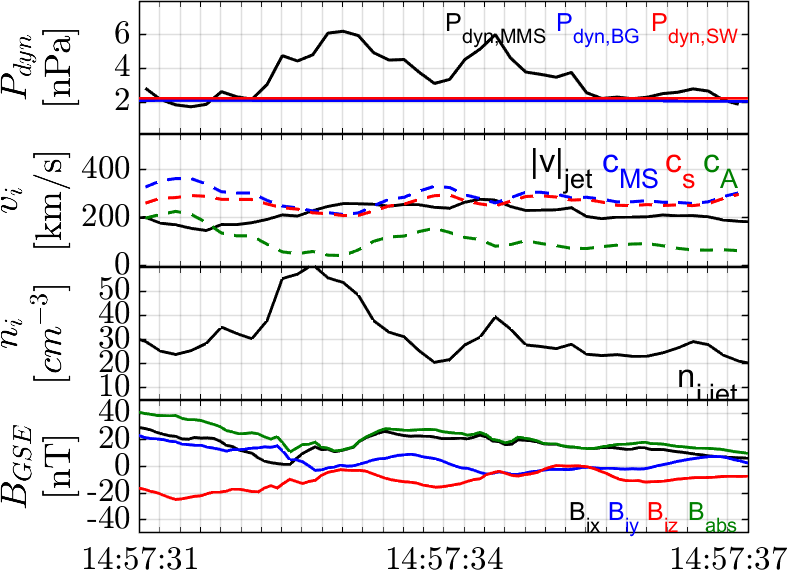 P_dyn [nPa]
6
4
2
P_dyn,MMS P_dyn,BG P_dyn,SW
v_i [km/s]
400
200
0
|v|_jet c_MS c_s c_A
n_i [cm^{-3}]
50
40
30
20
10
n_i,jet
B_GSE [nT]
40
20
0
-20
-40
B_ix B_iy B_iz B_abs
14:57:31 14:57:34 14:57:37